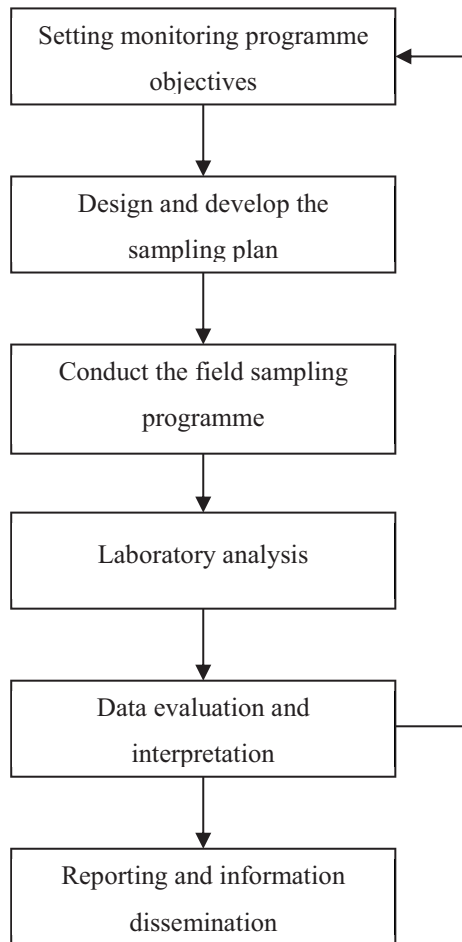 Setting monitoring programme
objectives
Design and develop the
sampling plan
Conduct the field sampling
programme
Laboratory analysis
Data evaluation and
interpretation
Reporting and information
dissemination